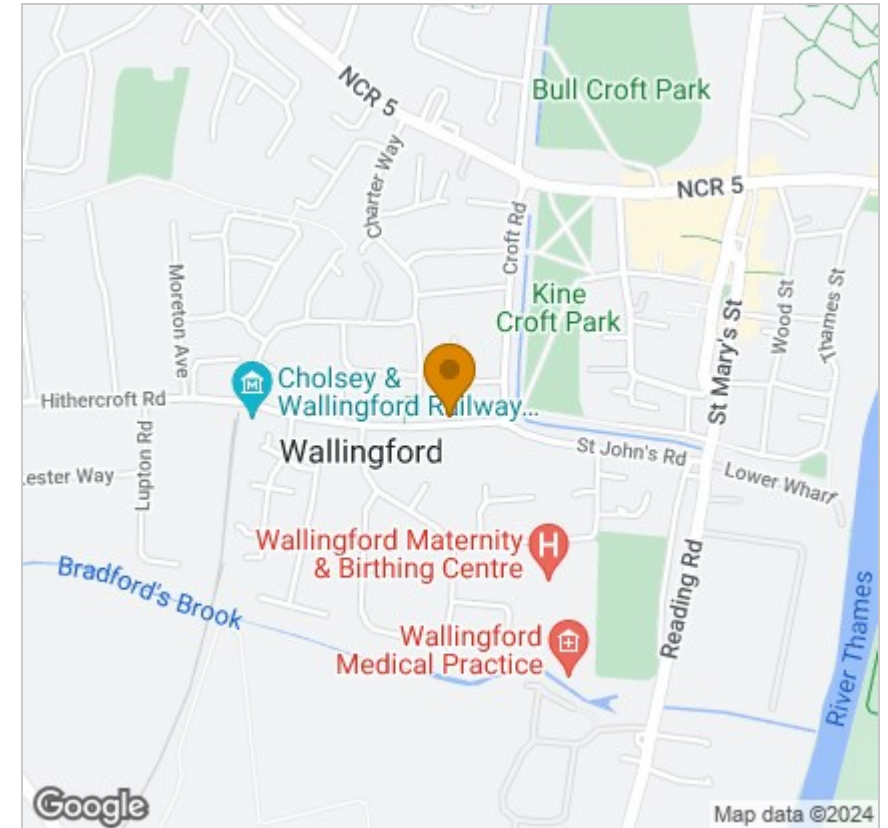 NCR 5
Bull Croft Park
NCR 5
Charter Way
Croft Rd
Moreton Ave
Kine
Croft Park
Wood St
Thames St
St Mary's St
Cholsey &
Wallingford Railway...
Hithercroft Rd
Wallingford
St John's Rd
Lower Wharf
ester Way
Lupton Rd
Wallingford Maternity
& Birthing Centre
H
Reading Rd
Bradford's Brook
Wallingford
Medical Practice
River Thames
Google
Map data ©2024